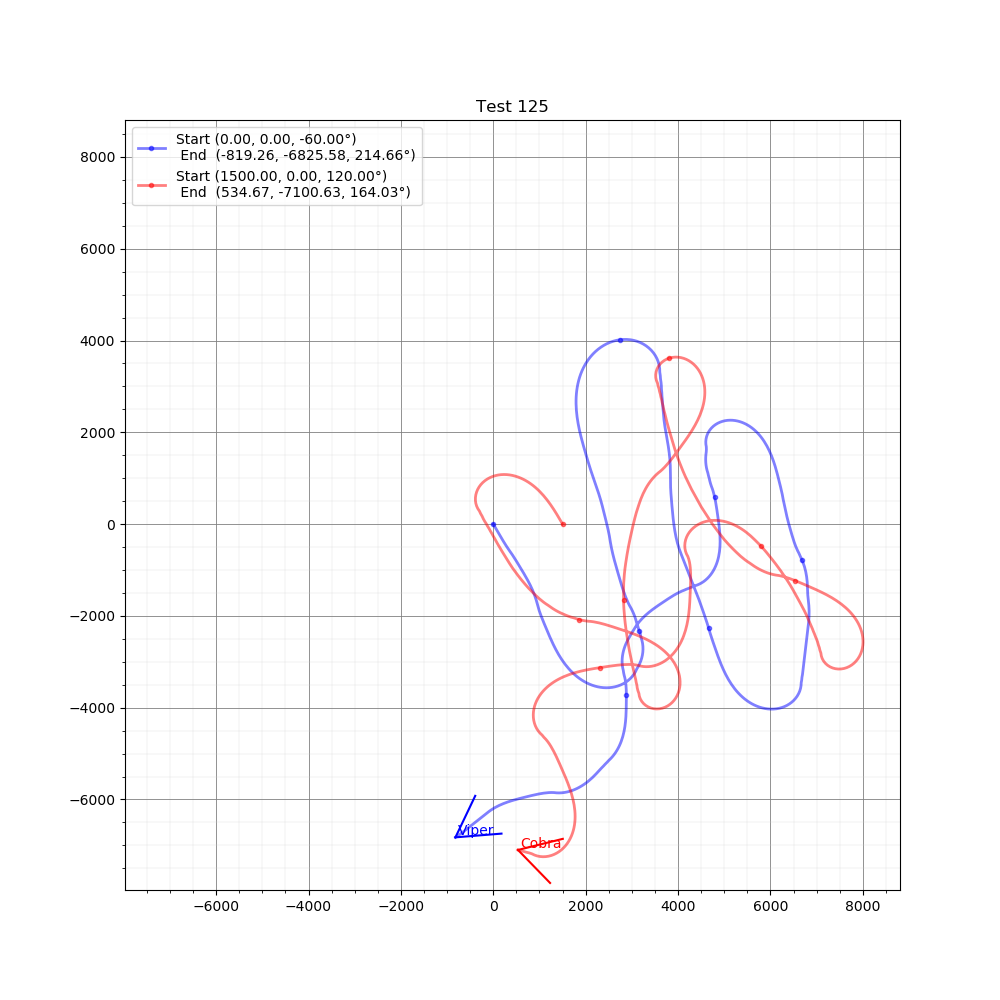 Test 125
Start (0.00, 0.00, -60.00°)
End (-819.26, -6825.58, 214.66°)
Start (1500.00, 0.00, 120.00°)
End (534.67, -7100.63, 164.03°)
8000
6000
4000
2000
0
−2000
−4000
−6000
Viper
Cobra
−6000 −4000 −2000 0 2000 4000 6000 8000